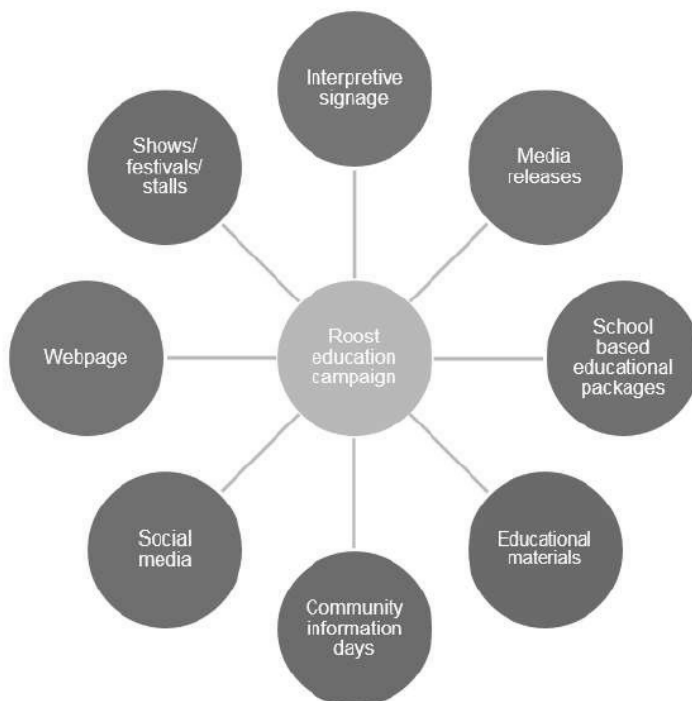 Interpretive
signage
Shows/
festivals/
stalls
Media
releases
Webpage
Roost
education
campaign
School
based
educational
packages
Social
media
Educational
materials
Community
information
days